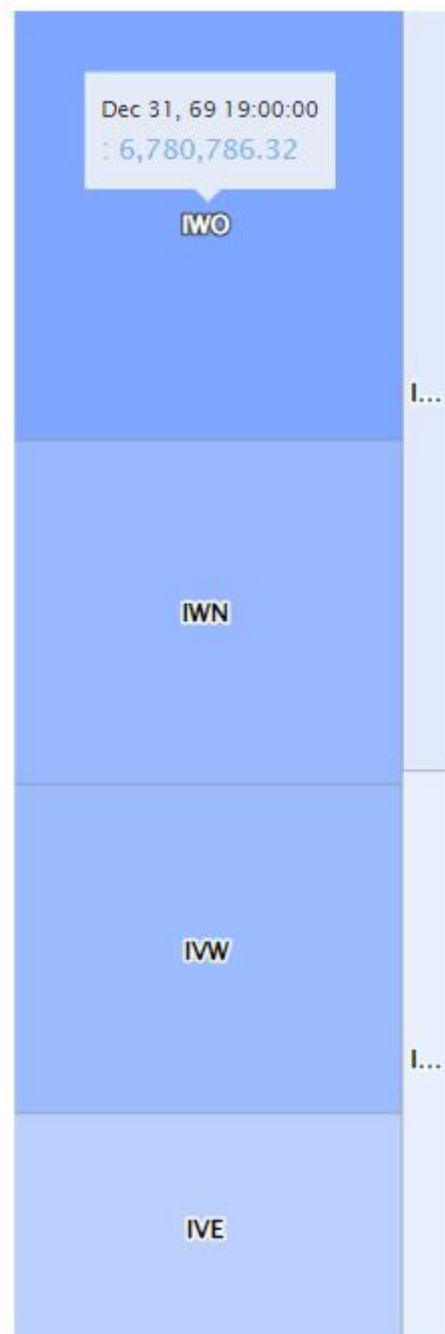 Dec 31, 69 19:00:00
: 6,780,786.32
IWO
I...
IWN
IVW
I...
IVE